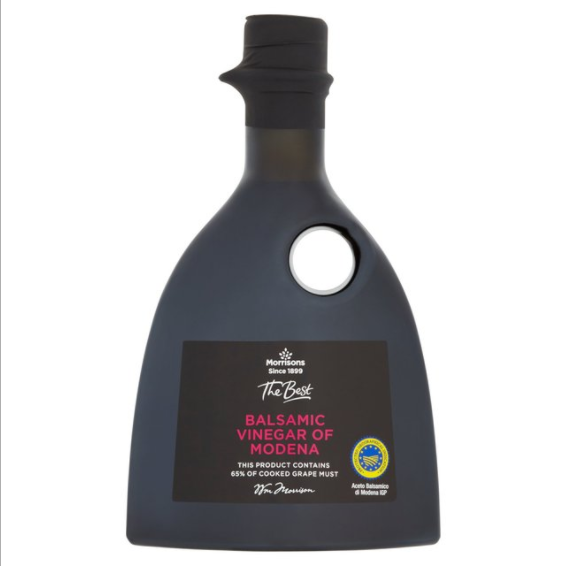 Morrisons
Since 1899
The Best
BALSAMIC
VINEGAR OF
MODENA
THIS PRODUCT CONTAINS
65% OF COOKED GRAPE MUST
Wm Morrison
Aceto Balsamico
di Modena IGP